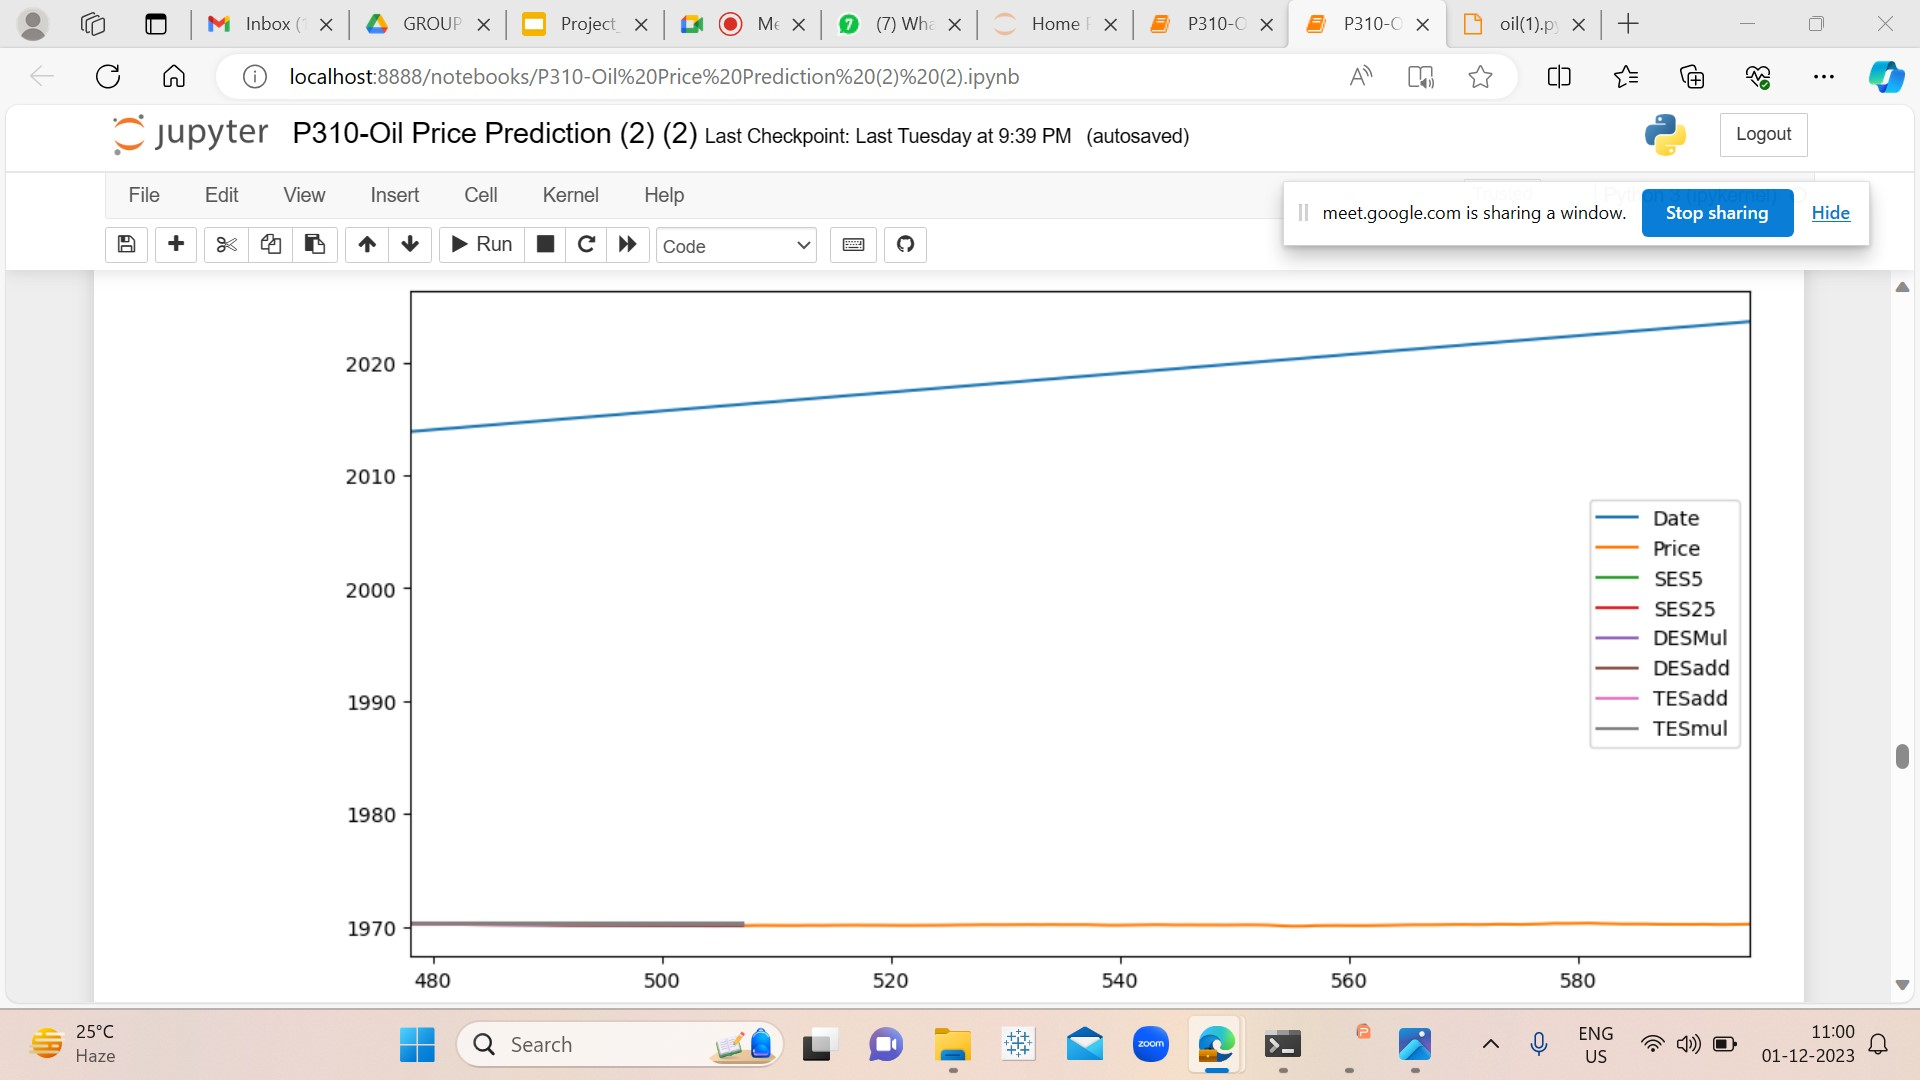 Inbox (
GROUP
Project_
Me
(7) Wha
Home
P310-O
P310-O
oil(1).p
localhost:8888/notebooks/P310-Oil%20Price%20Prediction%20(2)%20(2).ipynb
jupyter P310-Oil Price Prediction (2) (2) Last Checkpoint: Last Tuesday at 9:39 PM (autosaved)
Logout
File Edit View Insert Cell Kernel Help
meet.google.com is sharing a window. Stop sharing Hide
Run
Code
2020
2010
2000
1990
1980
1970
480 500 520 540 560 580
Date
Price
SES5
SES25
DESMul
DESadd
TESadd
TESmul
25°C
Haze
Search
zoom
ENG
US
11:00
01-12-2023